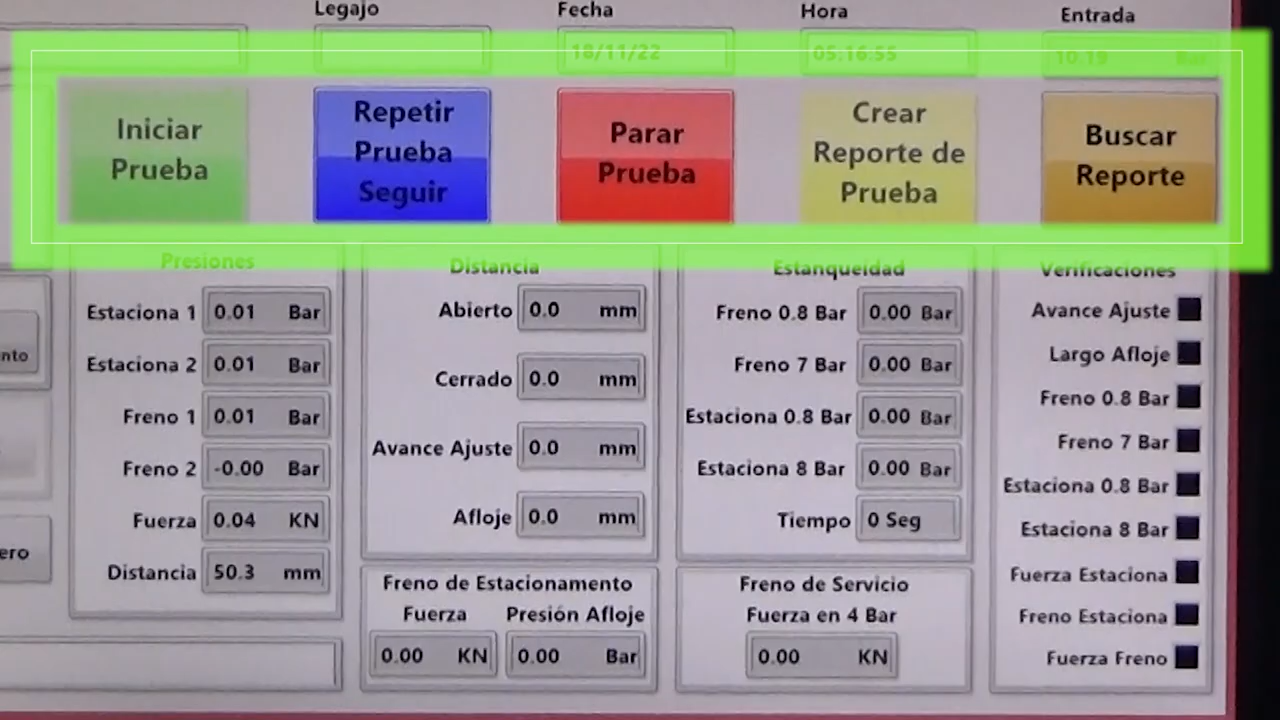 Legajo Fecha Hora Entrada
18/11/22 05:16:55 10.19 Bar
Iniciar
Prueba
Repetir
Prueba
Seguir
Parar
Prueba
Crear
Reporte de
Prueba
Buscar
Reporte
nto
ero
Presiones
Estaciona 1 0.01 Bar
Estaciona 2 0.01 Bar
Freno 1 0.01 Bar
Freno 2 -0.00 Bar
Fuerza 0.04 KN
Distancia 50.3 mm
Distancia
Abierto 0.0 mm
Cerrado 0.0 mm
Avance Ajuste 0.0 mm
Afloje 0.0 mm
Freno de Estacionamento
Fuerza Presión Afloje
0.00 KN 0.00 Bar
Estanqueidad
Freno 0.8 Bar 0.00 Bar
Freno 7 Bar 0.00 Bar
Estaciona 0.8 Bar 0.00 Bar
Estaciona 8 Bar 0.00 Bar
Tiempo 0 Seg
Freno de Servicio
Fuerza en 4 Bar
0.00 KN
Verificaciones
Avance Ajuste
Largo Afloje
Freno 0.8 Bar
Freno 7 Bar
Estaciona 0.8 Bar
Estaciona 8 Bar
Fuerza Estaciona
Freno Estaciona
Fuerza Freno